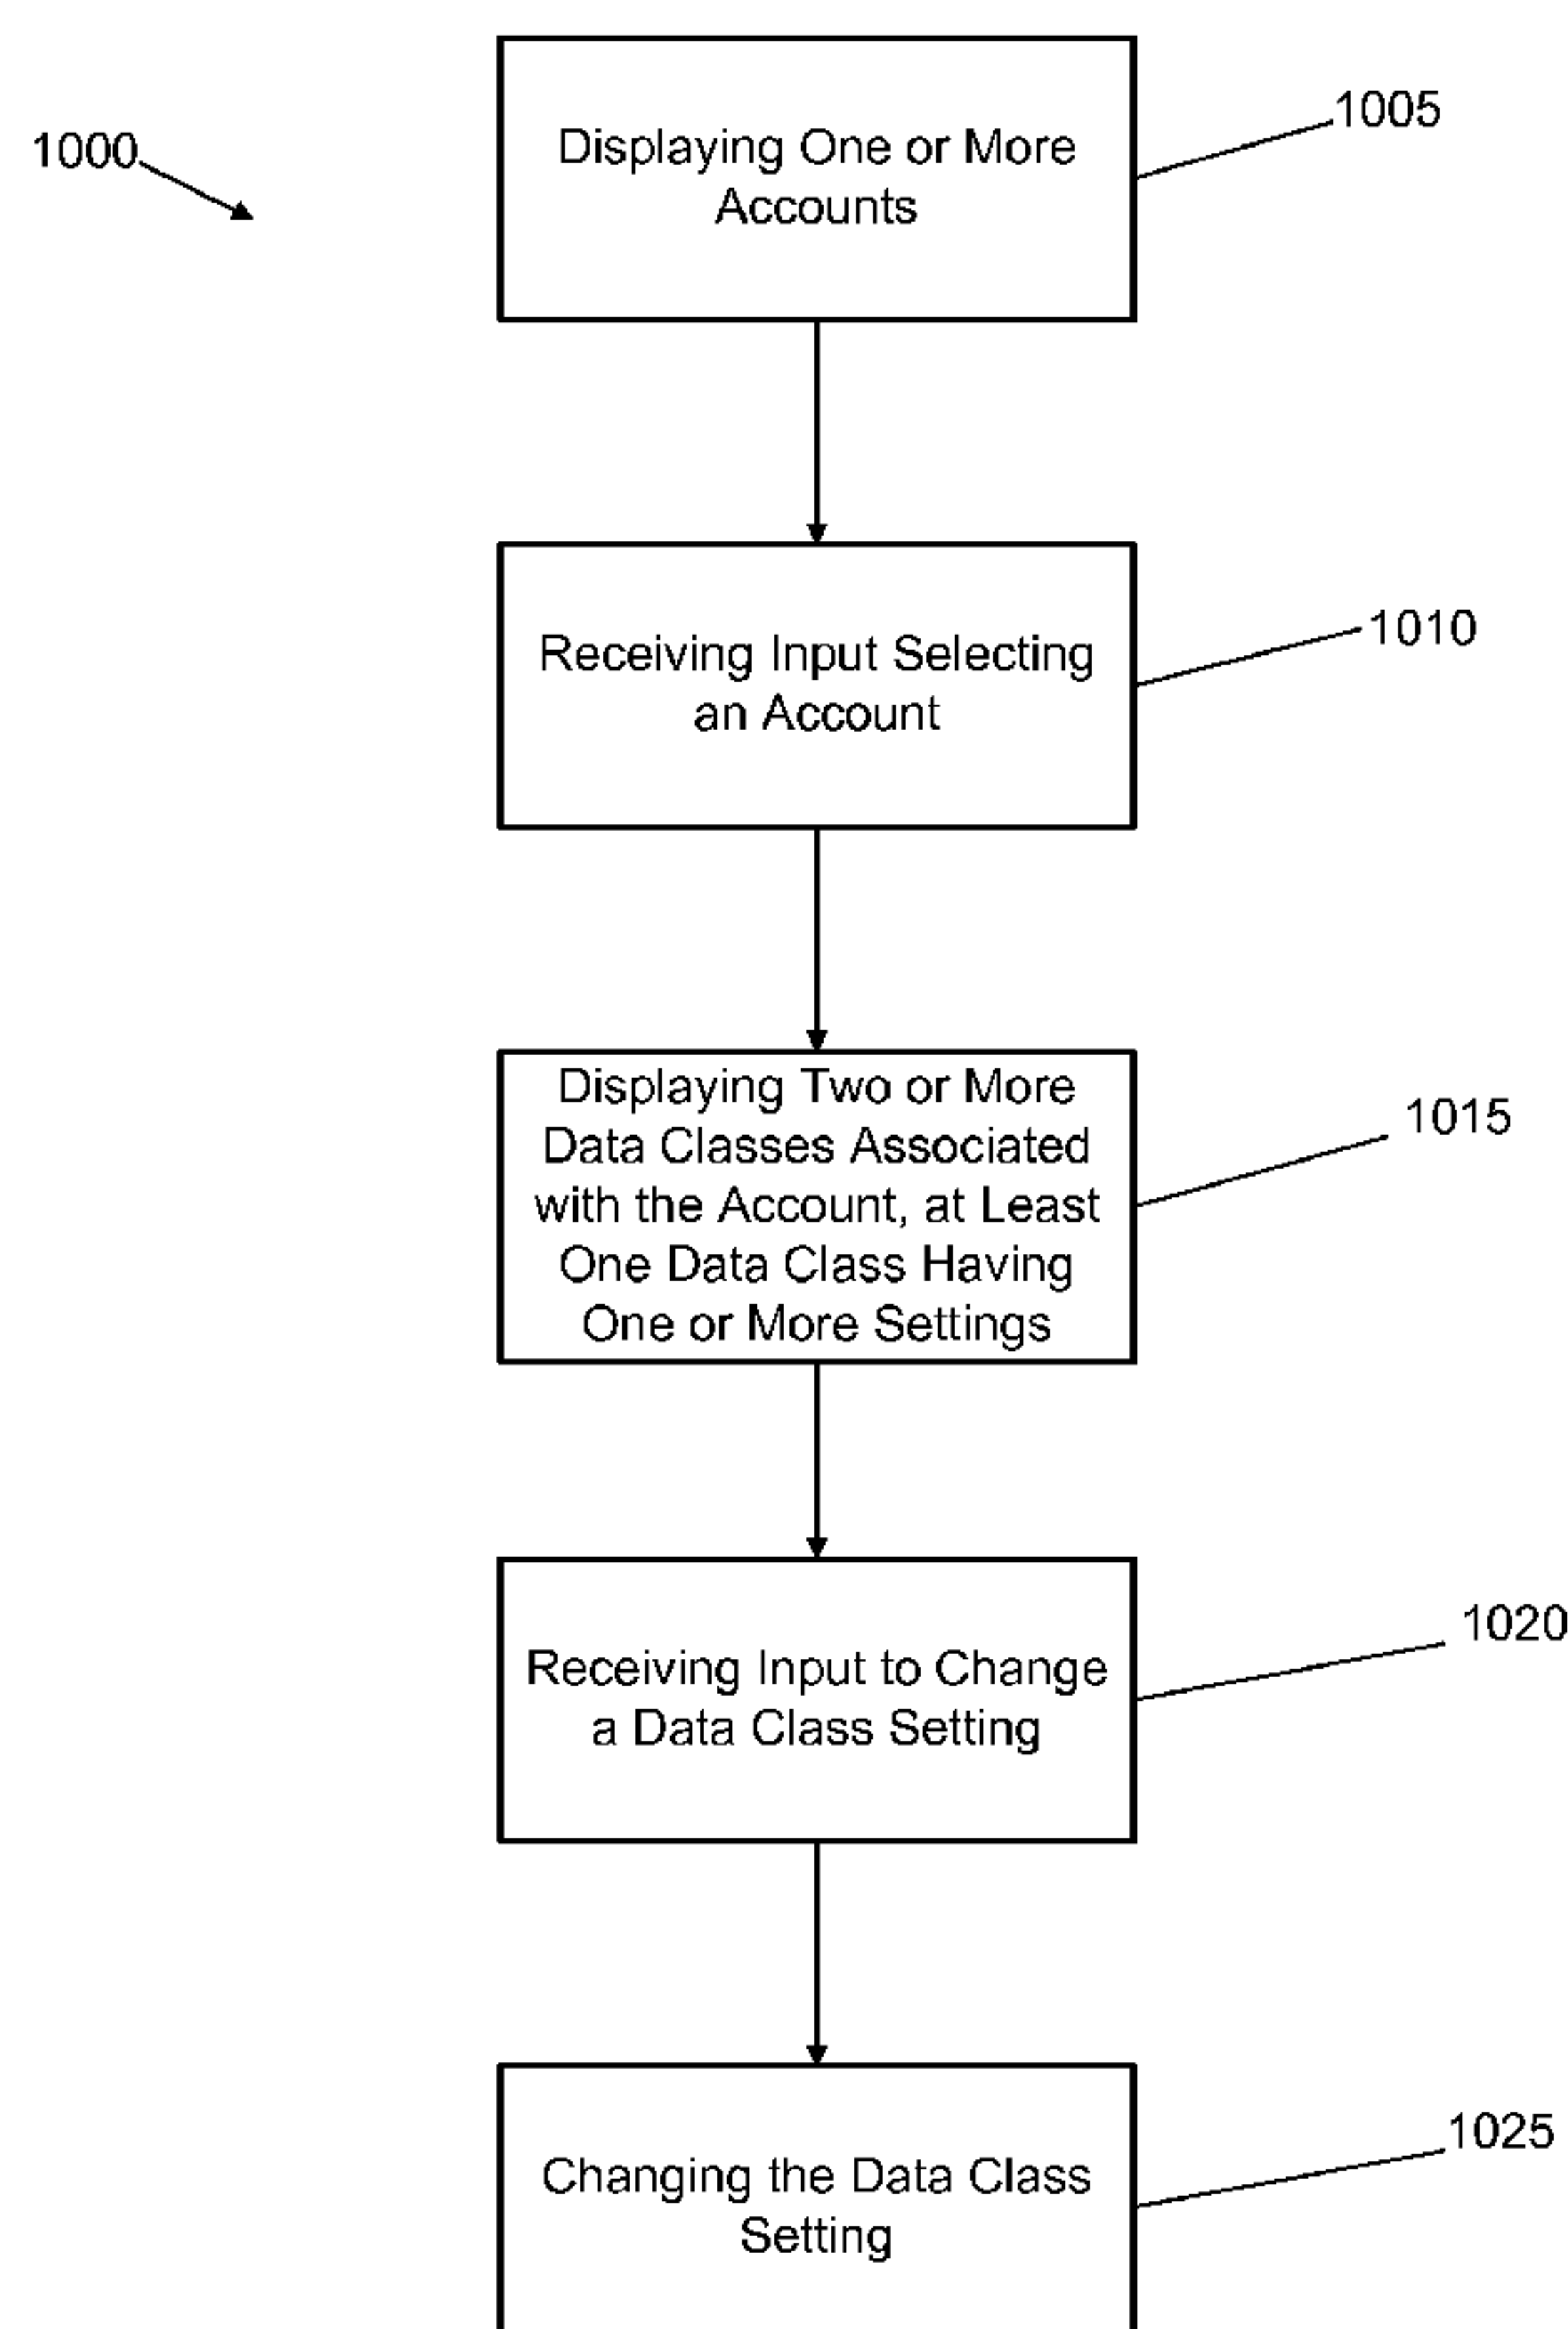 1000
Displaying One or More
Accounts
1005
Receiving Input Selecting
an Account
1010
Displaying Two or More
Data Classes Associated
with the Account, at Least
One Data Class Having
One or More Settings
1015
Receiving Input to Change
a Data Class Setting
1020
Changing the Data Class
Setting
1025